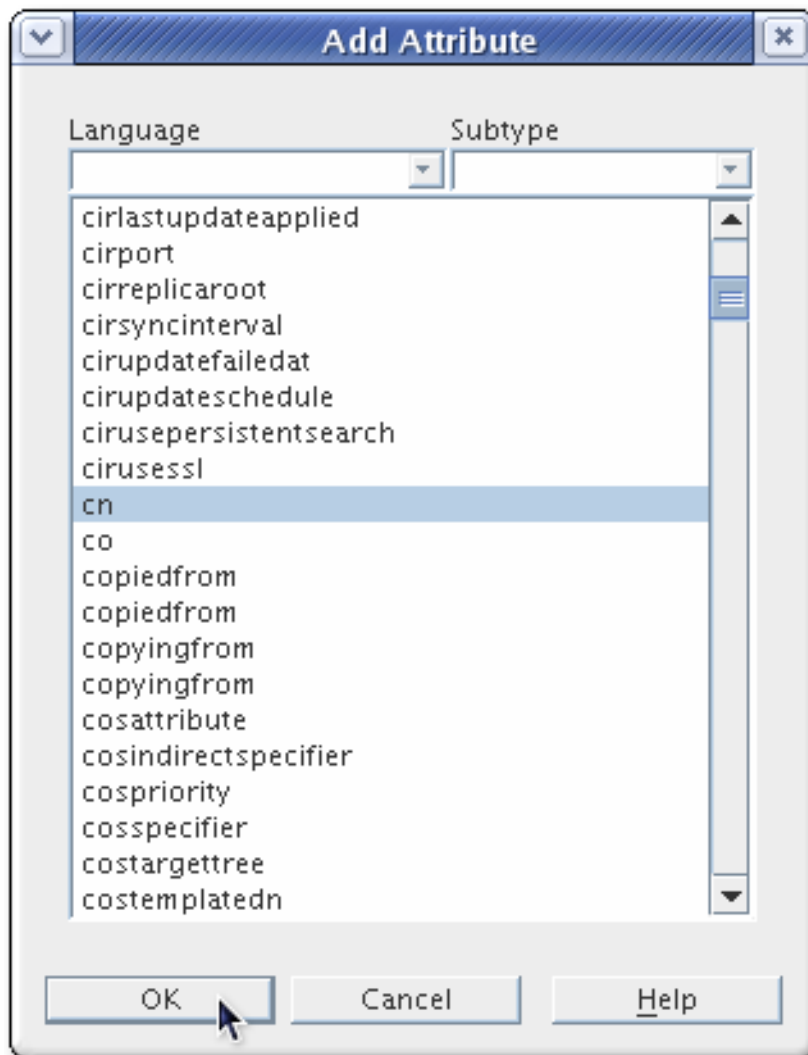 Add Attribute
Language Subtype
cirlastupdateapplied
cirport
cirreplicaroot
cirsyncinterval
cirupdatefailedat
cirupdateschedule
cirusepersistentsearch
cirusessl
cn
co
copiedfrom
copiedfrom
copyingfrom
copyingfrom
cosattribute
cosindirectspecifier
cospriority
cosspecifier
costargettree
costemplatedn
OK Cancel Help